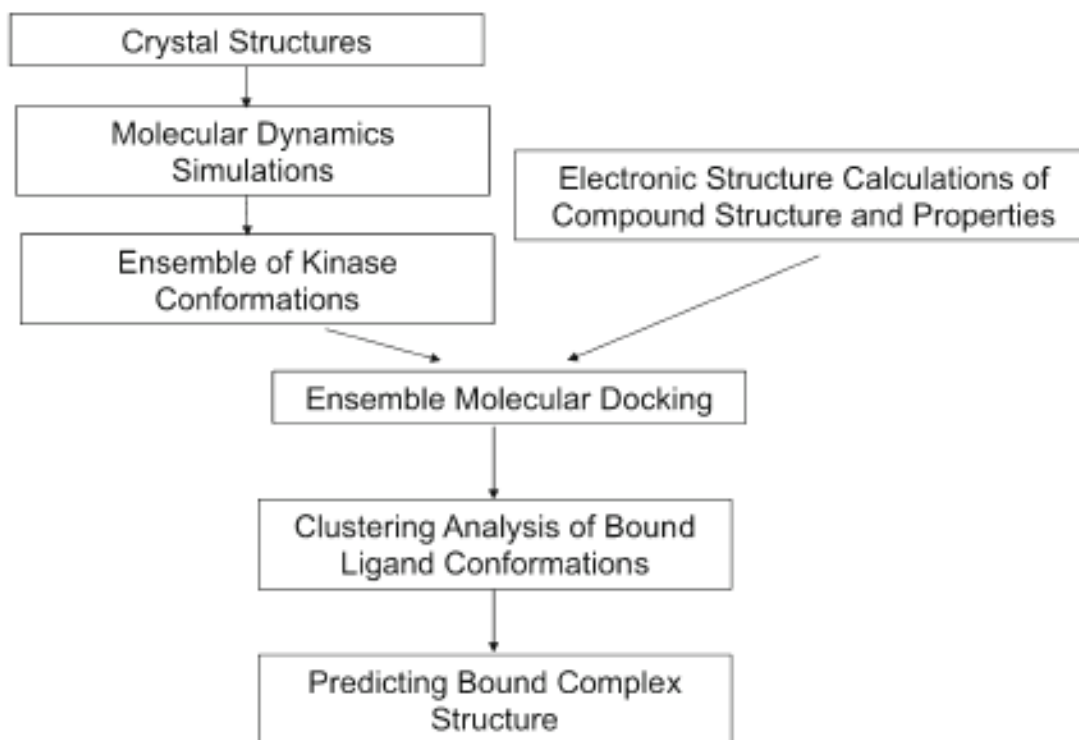 Crystal Structures
Molecular Dynamics
Simulations
Electronic Structure Calculations of
Compound Structure and Properties
Ensemble of Kinase
Conformations
Ensemble Molecular Docking
Clustering Analysis of Bound
Ligand Conformations
Predicting Bound Complex
Structure